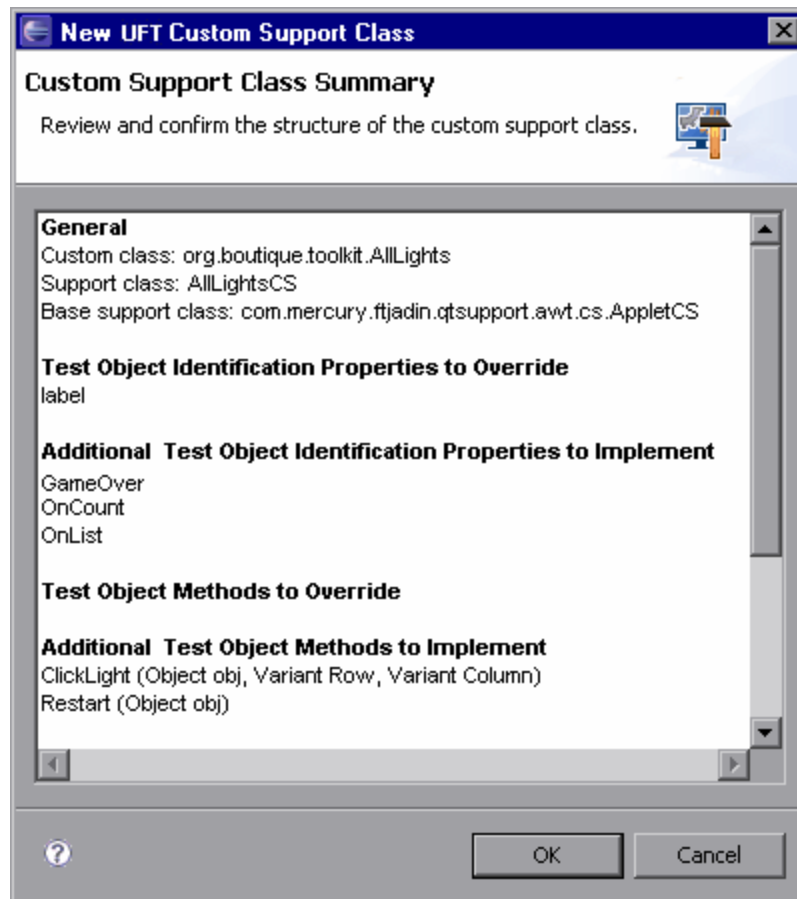 New UFT Custom Support Class
Custom Support Class Summary
Review and confirm the structure of the custom support class.
General
Custom class: org.boutique.toolkit.AllLights
Support class: AllLightsCS
Base support class: com.mercury.ftjadin.qtsupport.awt.cs.AppletCS
Test Object Identification Properties to Override
label
Additional Test Object Identification Properties to Implement
GameOver
OnCount
OnList
Test Object Methods to Override
Additional Test Object Methods to Implement
ClickLight (Object obj, Variant Row, Variant Column)
Restart (Object obj)
?
OK
Cancel